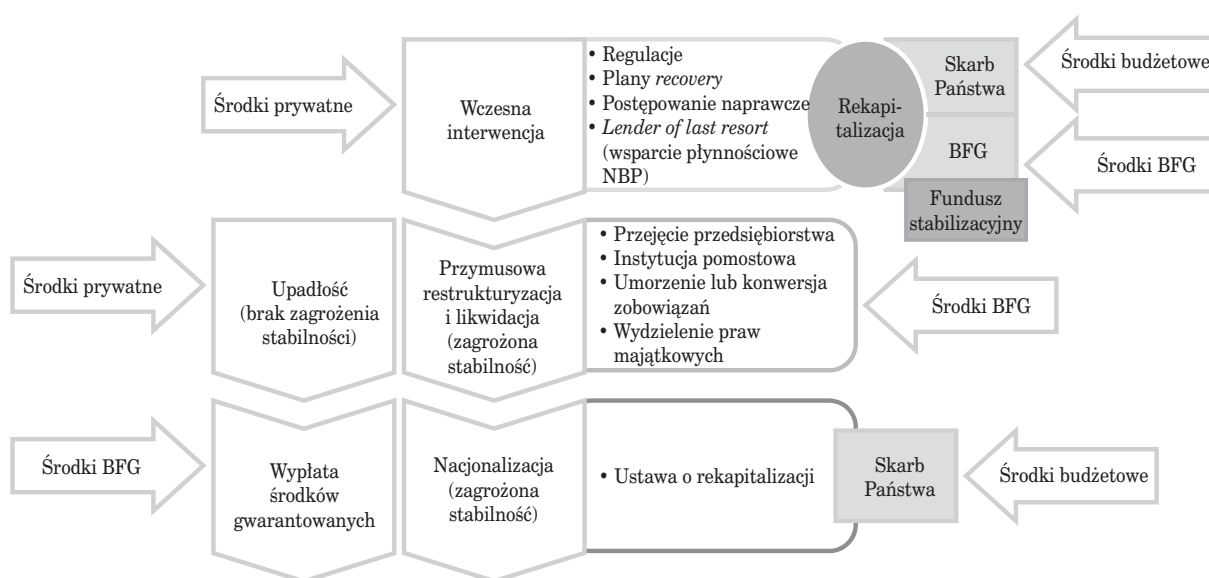 Środki prywatne
Wczesna
interwencja
• Regulacje
• Plany recovery
• Postępowanie naprawcze
• Lender of last resort
(wsparcie płynnościowe
NBP)
Rekapi-
talizacja
Skarb
Państwa
BFG
Fundusz
stabilizacyjny
Środki budżetowe
Środki BFG
Środki prywatne
Upadłość
(brak zagrożenia
stabilności)
Przymusowa
restrukturyzacja
i likwidacja
(zagrożona
stabilność)
• Przejęcie przedsiębiorstwa
• Instytucja pomostowa
• Umorzenie lub konwersja
zobowiązań
• Wydzielenie praw
majątkowych
Środki BFG
Środki BFG
Wypłata
środków
gwarantowanych
Nacjonalizacja
(zagrożona
stabilność)
• Ustawa o rekapitalizacji
Skarb
Państwa
Środki budżetowe